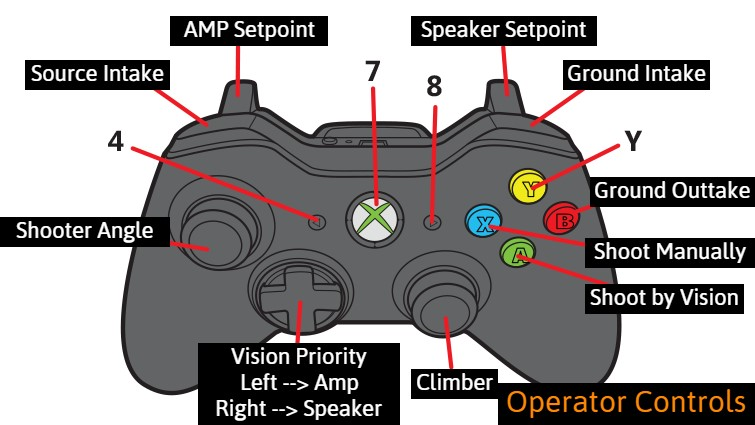 AMP Setpoint
Speaker Setpoint
Source Intake
7
Ground Intake
8
4
Y
Y
Ground Outtake
B
X
Shooter Angle
Shoot Manually
A
Shoot by Vision
Vision Priority
Left --> Amp
Right --> Speaker
Climber
Operator Controls